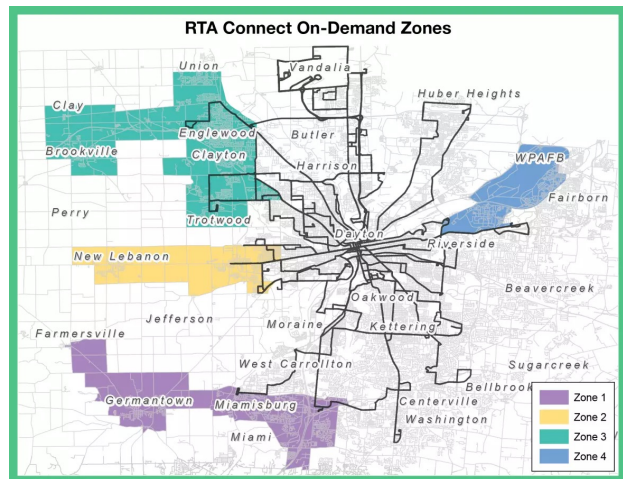 RTA Connect On-Demand Zones
Union
Vandalia
Huber Heights
Clay
Englewood
Butler
Brookville
Clayton
Harrison
WPAFB
Fairborn
Perry
Trotwood
Dayton
Riverside
New Lebanon
Beavercreek
Oakwood
Jefferson
Moraine
Kettering
Farmersville
West Carrollton
Sugarcreek
Bellbrook
Germantown
Miamisburg
Centerville
Washington
Miami
Zone 1
Zone 2
Zone 3
Zone 4